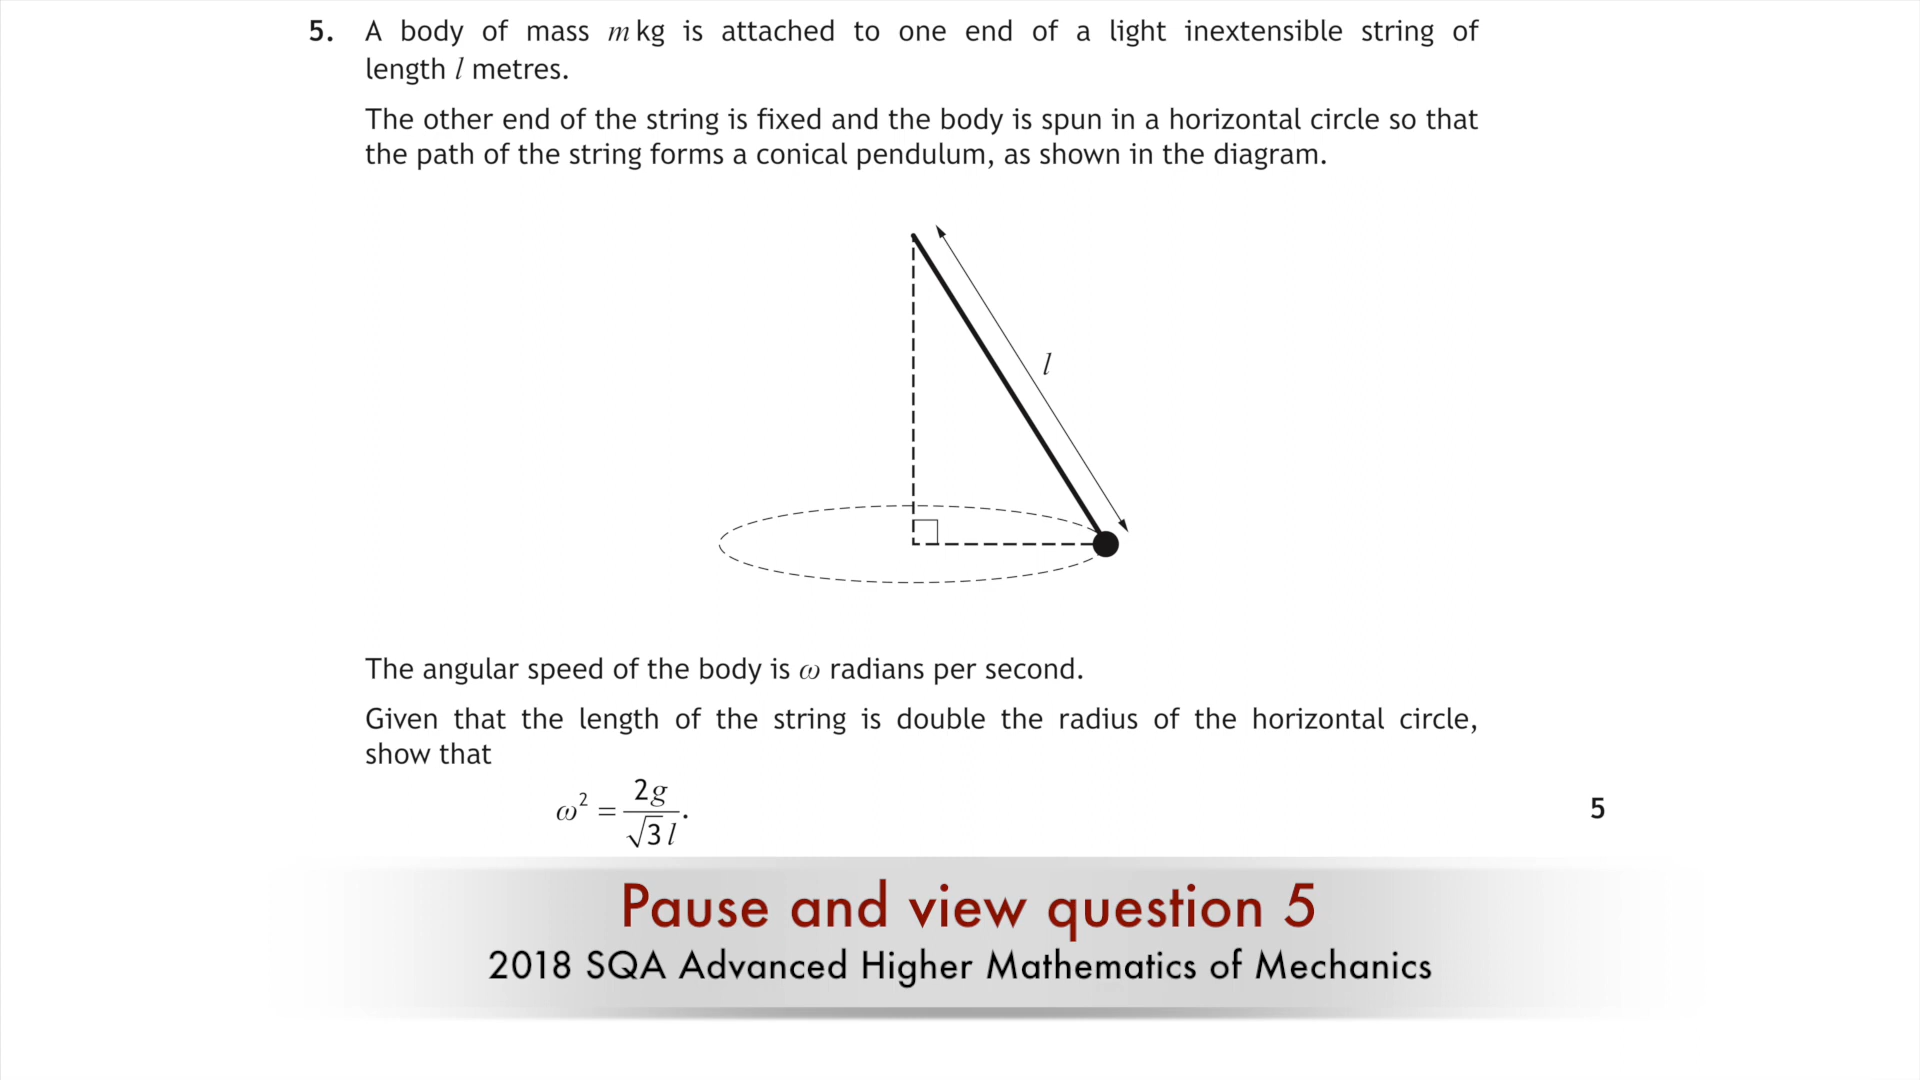 5. A body of mass m kg is attached to one end of a light inextensible string of
length l metres.
The other end of the string is fixed and the body is spun in a horizontal circle so that
the path of the string forms a conical pendulum, as shown in the diagram.
l
The angular speed of the body is ω radians per second.
Given that the length of the string is double the radius of the horizontal circle,
show that
ω² = 2g / √3 l . 5
Pause and view question 5
2018 SQA Advanced Higher Mathematics of Mechanics